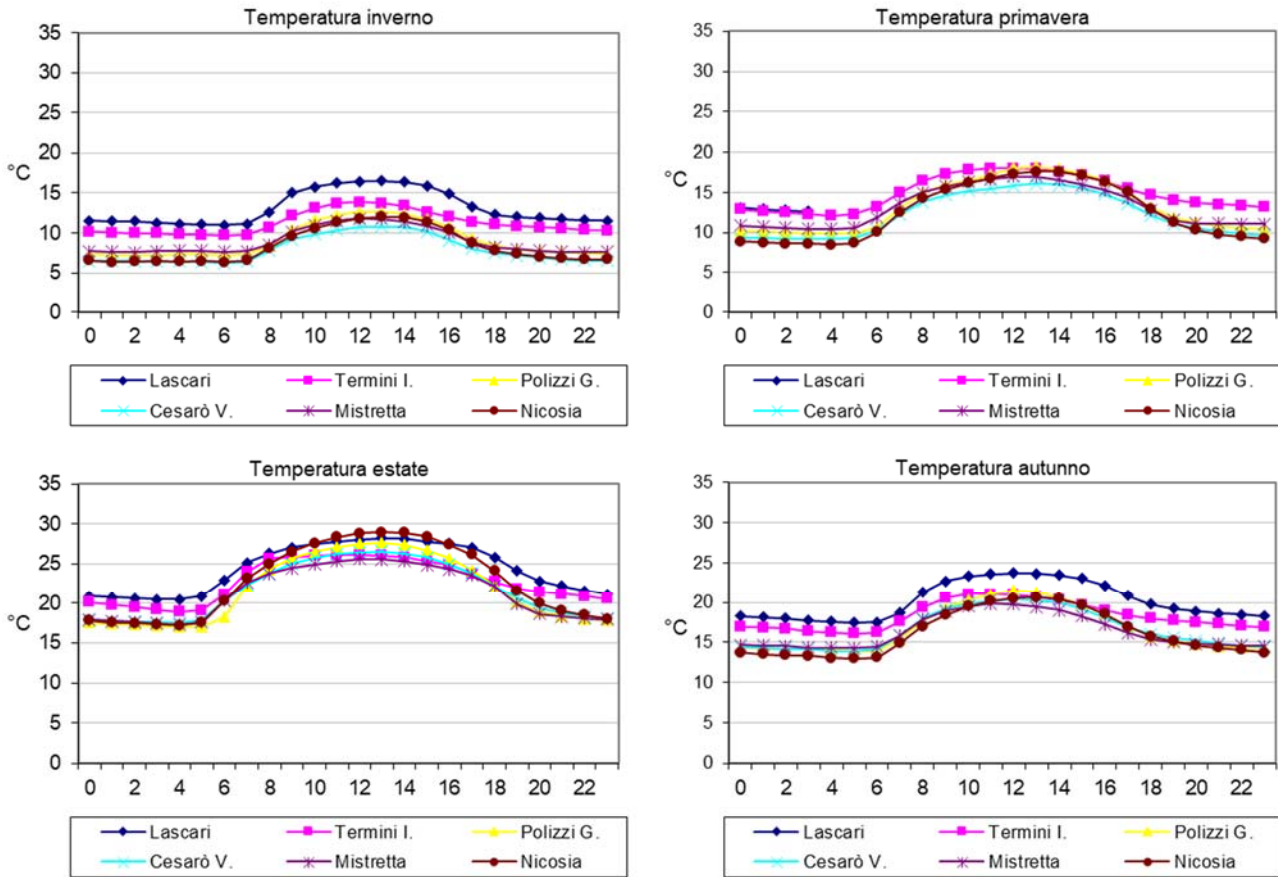 Temperatura inverno
35
30
25
20
°C
15
10
5
0
0 2 4 6 8 10 12 14 16 18 20 22
Lascari Termini I. Polizzi G.
Cesarò V. Mistretta Nicosia
Temperatura primavera
35
30
25
20
°C
15
10
5
0
0 2 4 6 8 10 12 14 16 18 20 22
Lascari Termini I. Polizzi G.
Cesarò V. Mistretta Nicosia
Temperatura estate
35
30
25
20
°C
15
10
5
0
0 2 4 6 8 10 12 14 16 18 20 22
Lascari Termini I. Polizzi G.
Cesarò V. Mistretta Nicosia
Temperatura autunno
35
30
25
20
°C
15
10
5
0
0 2 4 6 8 10 12 14 16 18 20 22
Lascari Termini I. Polizzi G.
Cesarò V. Mistretta Nicosia